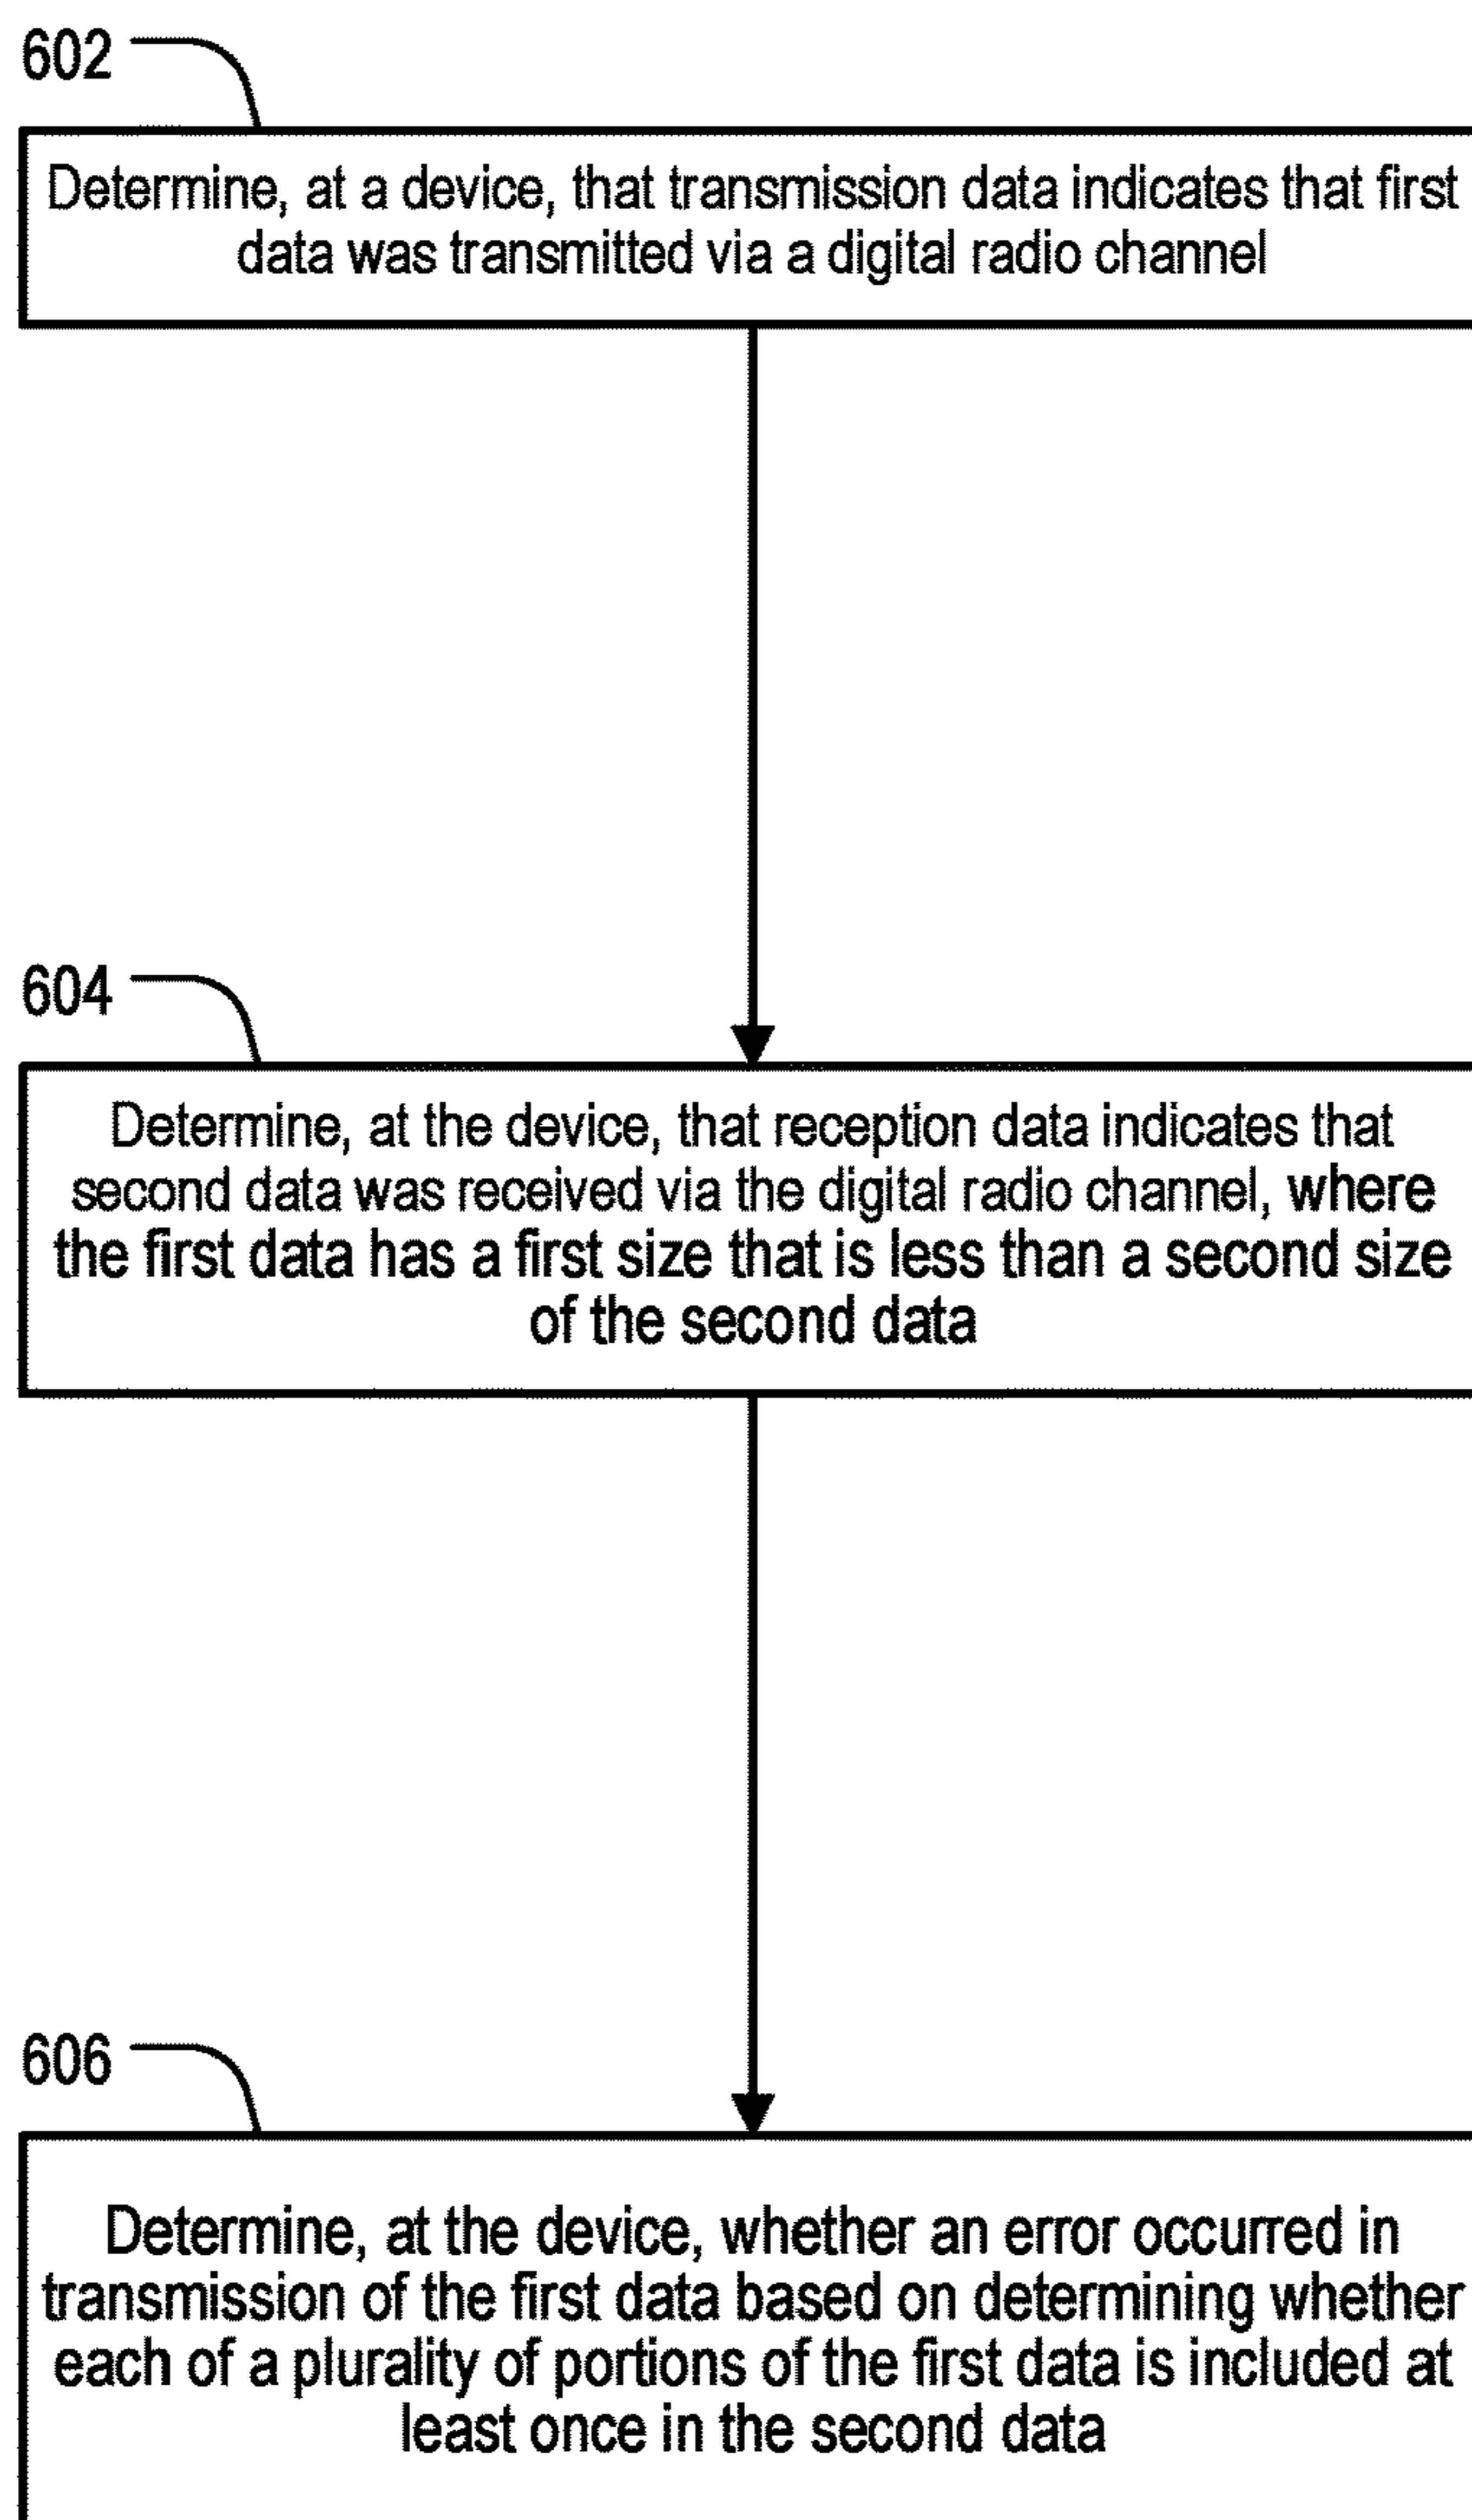 602
Determine, at a device, that transmission data indicates that first
data was transmitted via a digital radio channel
604
Determine, at the device, that reception data indicates that
second data was received via the digital radio channel, where
the first data has a first size that is less than a second size
of the second data
606
Determine, at the device, whether an error occurred in
transmission of the first data based on determining whether
each of a plurality of portions of the first data is included at
least once in the second data